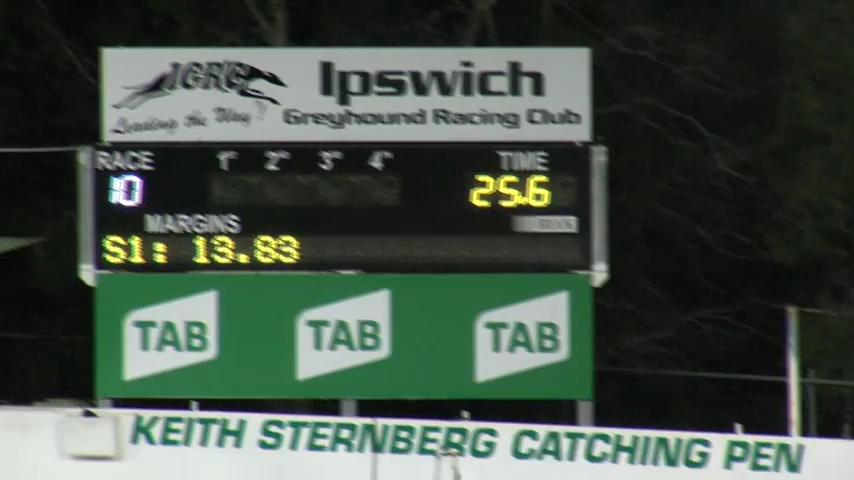 IGRC
Leading the Way!
Ipswich
Greyhound Racing Club
RACE 1st 2nd 3rd 4th TIME
10 25.6
MARGINS
S1: 13.83
TAB TAB TAB
KEITH STERNBERG CATCHING PEN